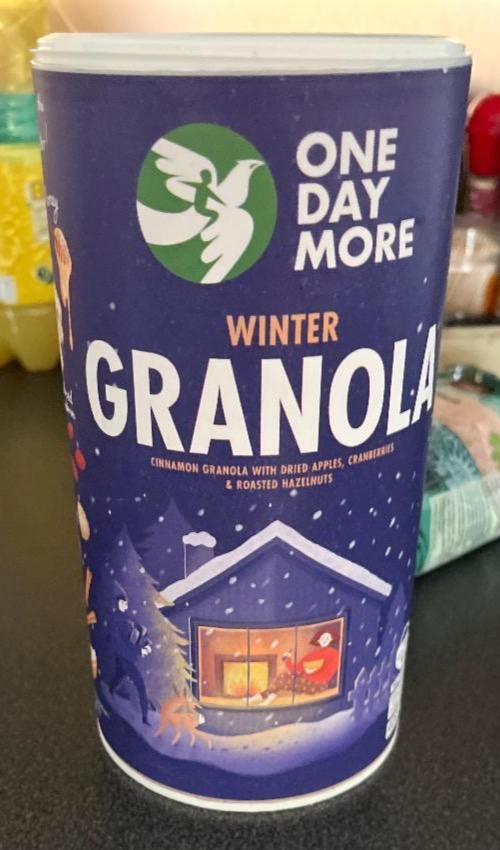 ONE
DAY
MORE
WINTER
GRANOLA
CINNAMON GRANOLA WITH DRIED APPLES, CRANBERRIES
& ROASTED HAZELNUTS